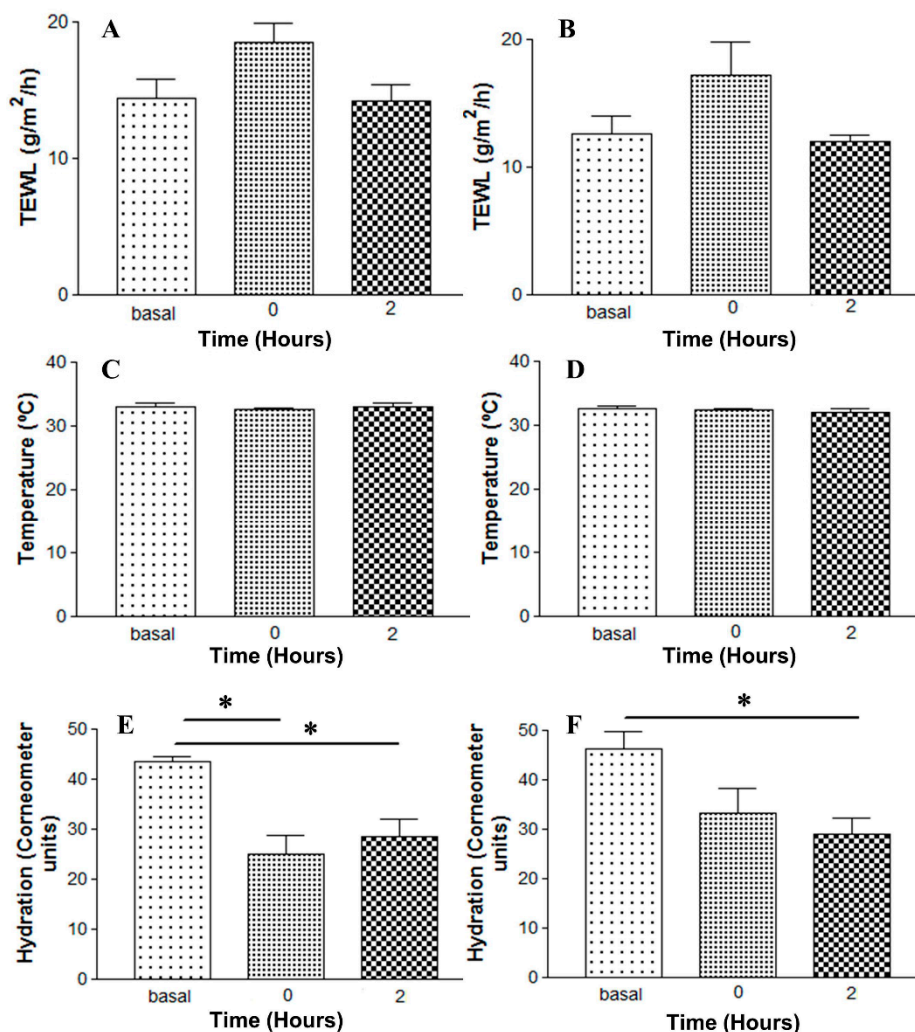 A
TEWL (g/m²/h)
20
10
0
basal
0
2
Time (Hours)
B
TEWL (g/m²/h)
20
10
0
basal
0
2
Time (Hours)
C
Temperature (ºC)
40
30
20
10
0
basal
0
2
Time (Hours)
D
Temperature (ºC)
40
30
20
10
0
basal
0
2
Time (Hours)
E
*
*
Hydration (Corneometer
units)
50
40
30
20
10
0
basal
0
2
Time (Hours)
F
*
Hydration (Corneometer
units)
50
40
30
20
10
0
basal
0
2
Time (Hours)